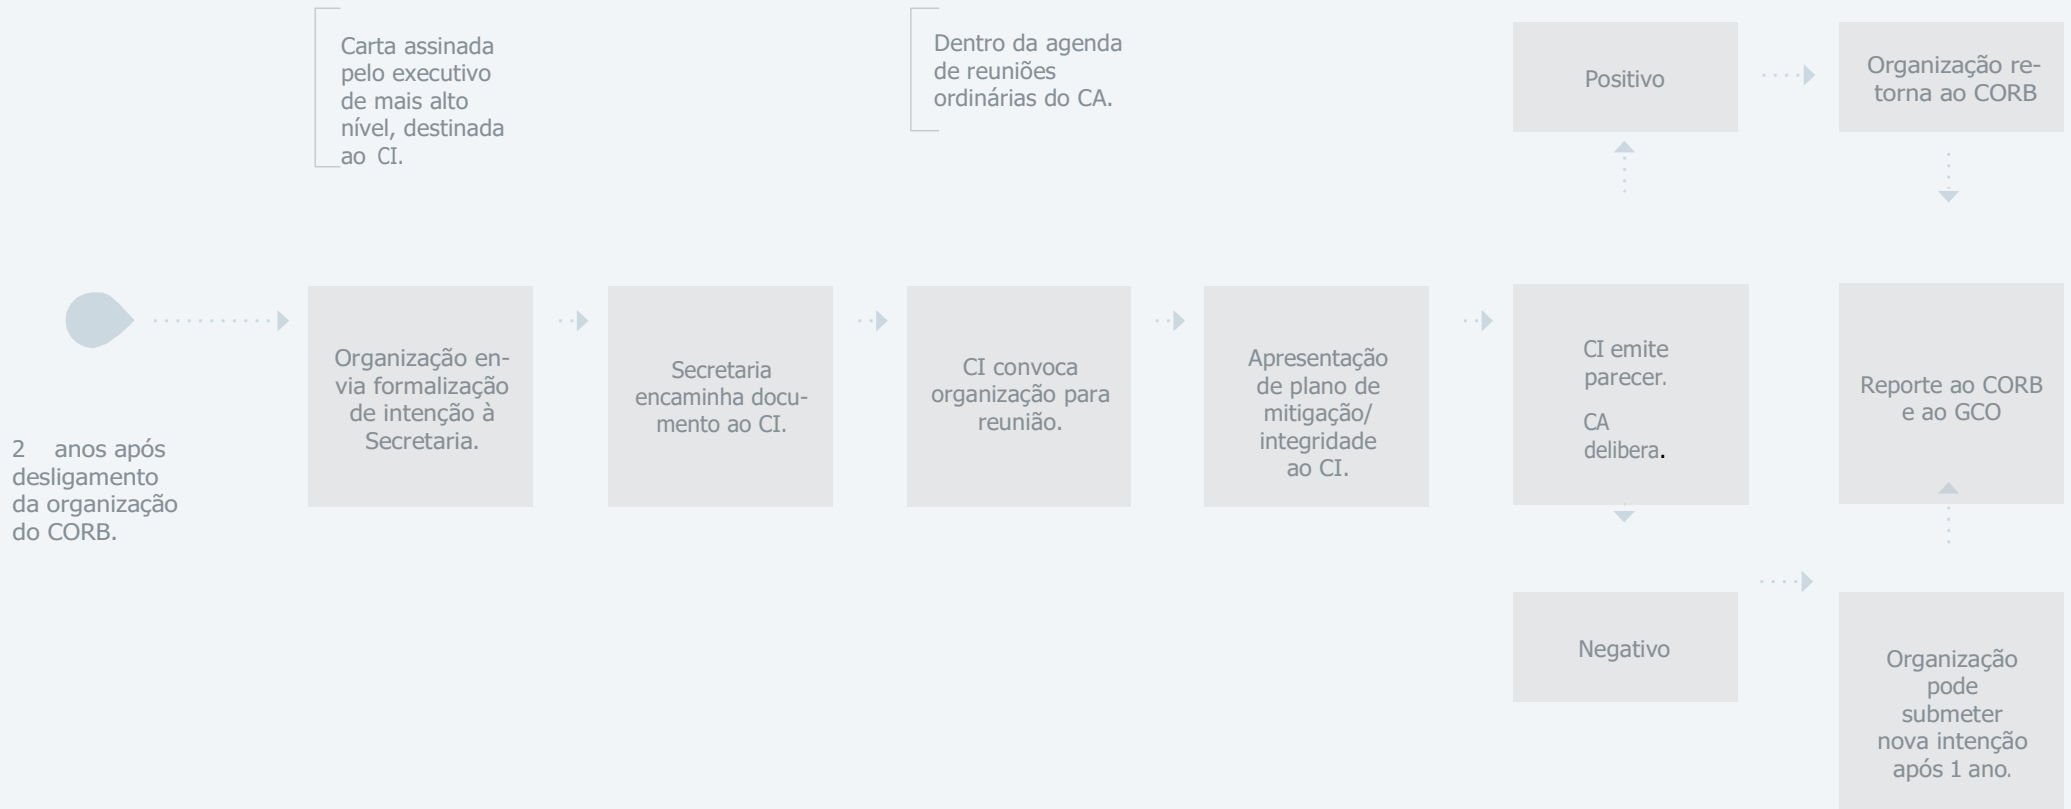 Carta assinada
pelo executivo
de mais alto
nível, destinada
ao CI.
Dentro da agenda
de reuniões
ordinárias do CA.
Positivo
Organização re-
torna ao CORB
2 anos após
desligamento
da organização
do CORB.
Organização en-
via formalização
de intenção à
Secretaria.
Secretaria
encaminha docu-
mento ao CI.
CI convoca
organização para
reunião.
Apresentação
de plano de
mitigação/
integridade
ao CI.
CI emite
parecer.
CA
delibera.
Reporte ao CORB
e ao GCO
Negativo
Organização
pode
submeter
nova intenção
após 1 ano.